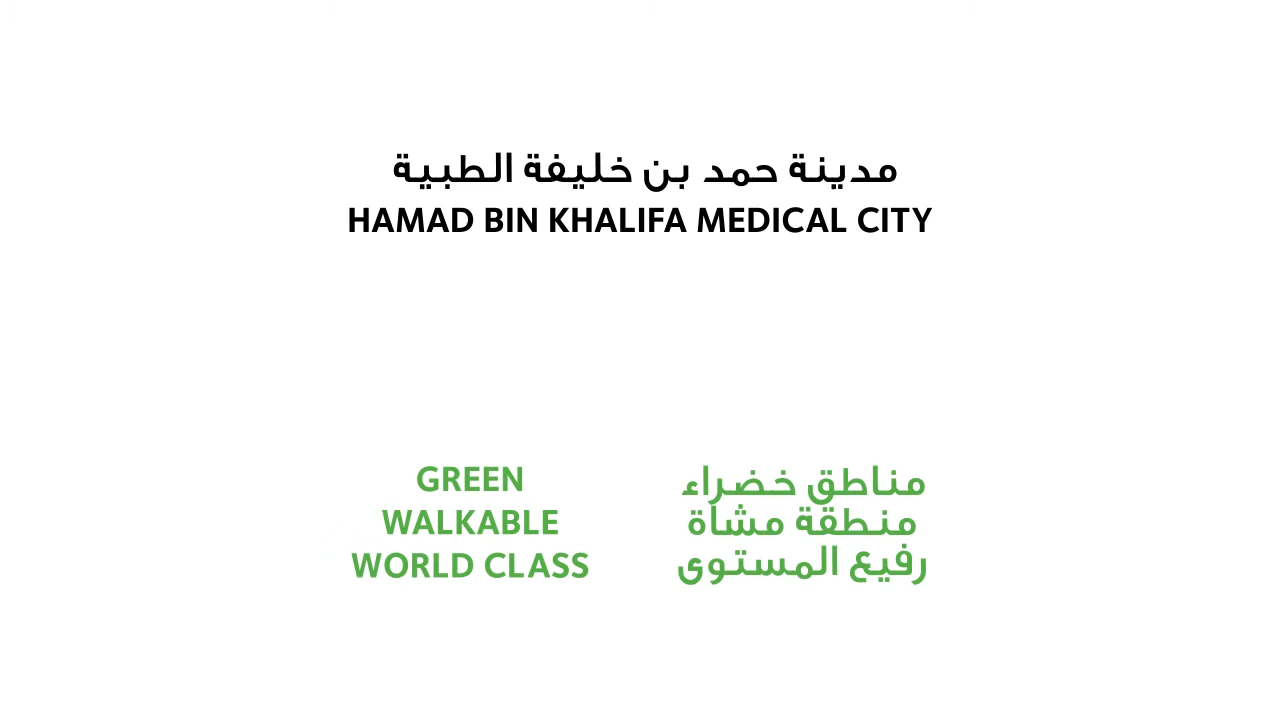 مدينة حمد بن خليفة الطبية
HAMAD BIN KHALIFA MEDICAL CITY
GREEN
WALKABLE
WORLD CLASS
مناطق خضراء
منطقة مشاة
رفيع المستوى